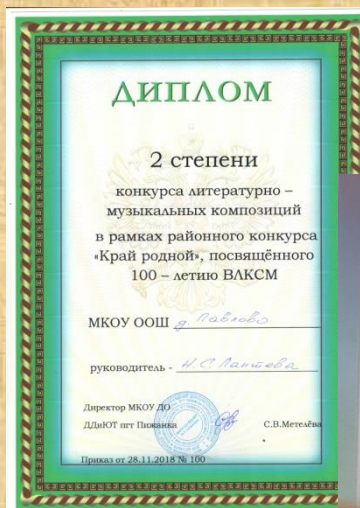 ДИПЛОМ
2 степени
конкурса литературно –
музыкальных композиций
в рамках районного конкурса
«Край родной», посвящённого
100 – летию ВЛКСМ
МКОУ ООШ д. Павлово
руководитель - Н.С. Лаптева
Директор МКОУ ДО
ДДиЮТ пгт Пижанка С.В.Метелёва
Приказ от 28.11.2018 № 100